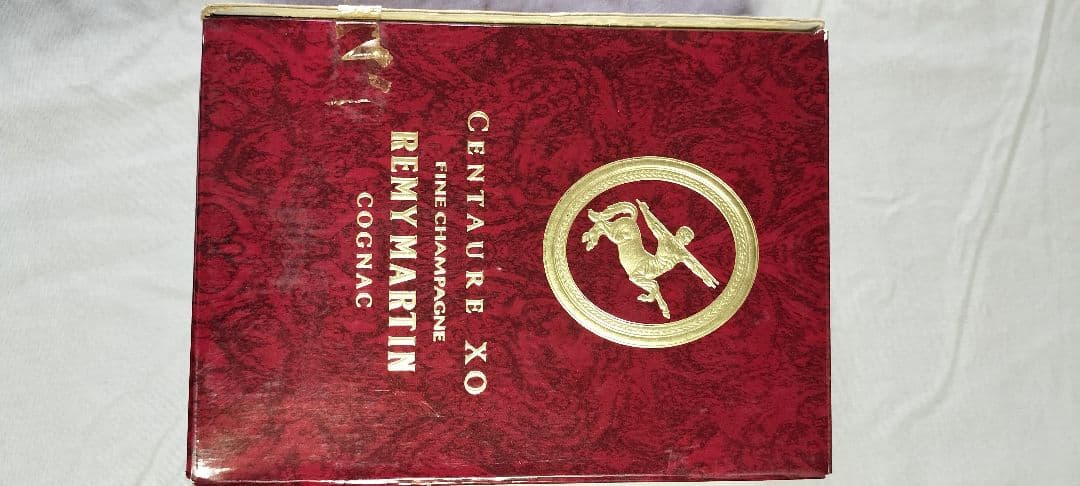 CENTAURE XO
FINE CHAMPAGNE
REMY MARTIN
COGNAC